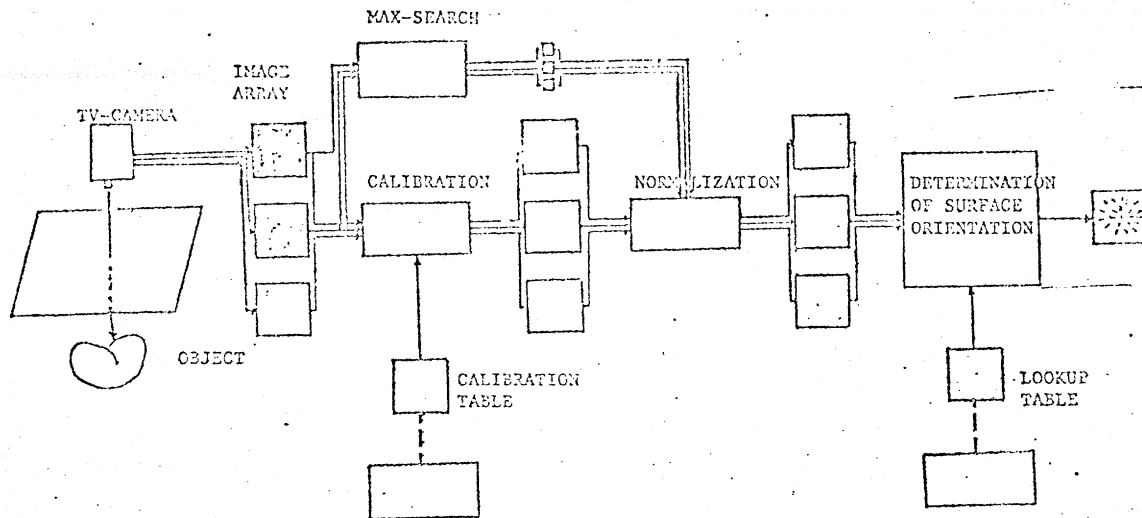 MAX-SEARCH
IMAGE
ARRAY
TV-CAMERA
CALIBRATION
NORMALIZATION
DETERMINATION
OF SURFACE
ORIENTATION
OBJECT
CALIBRATION
TABLE
LOOKUP
TABLE